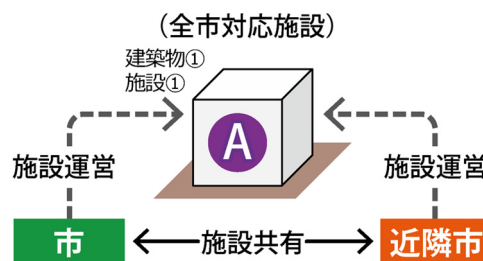 （全市対応施設）
建築物①
施設①
A
施設運営
施設運営
市
施設共有
近隣市